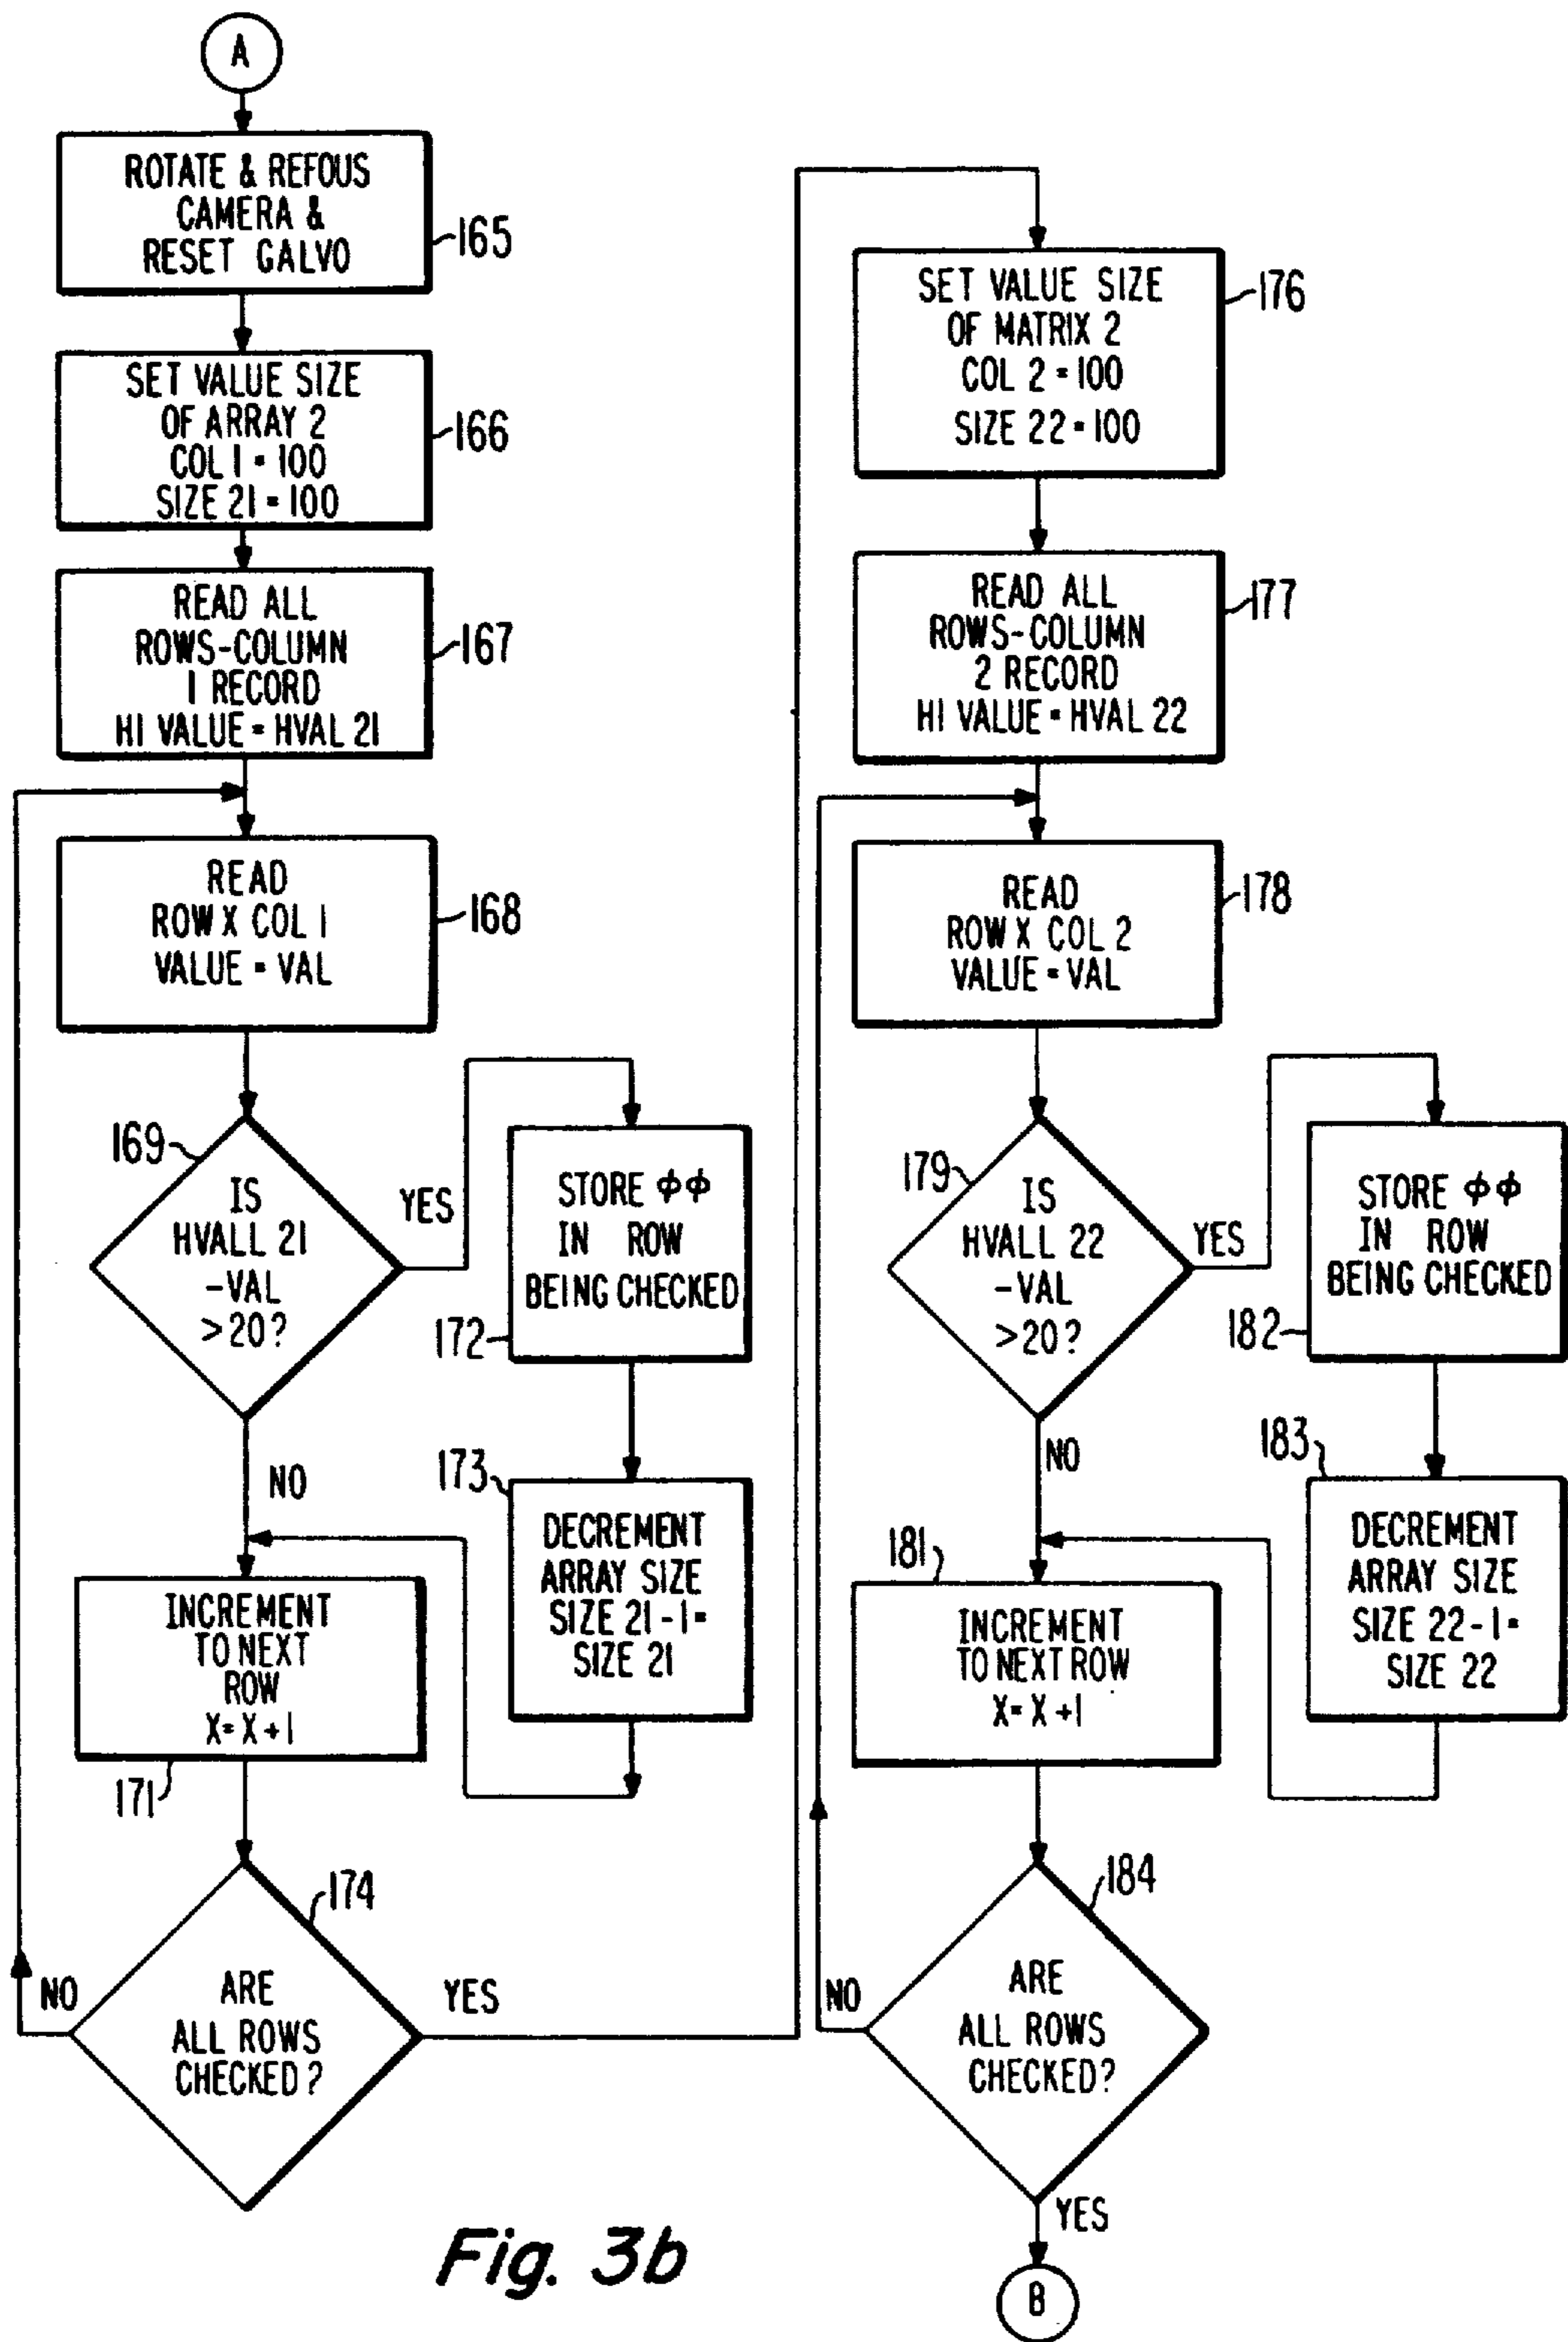 A
ROTATE & REFOUS
CAMERA &
RESET GALVO
165
SET VALUE SIZE
OF ARRAY 2
COL 1 = 100
SIZE 21 = 100
166
READ ALL
ROWS-COLUMN
1 RECORD
HI VALUE = HVAL 21
167
READ
ROW X COL 1
VALUE = VAL
168
169
IS
HVALL 21
-VAL
>20?
YES
NO
STORE ϕϕ
IN ROW
BEING CHECKED
172
173
DECREMENT
ARRAY SIZE
SIZE 21-1=
SIZE 21
INCREMENT
TO NEXT
ROW
X=X+1
171
174
ARE
ALL ROWS
CHECKED?
NO
YES
SET VALUE SIZE
OF MATRIX 2
COL 2 = 100
SIZE 22 = 100
176
READ ALL
ROWS-COLUMN
2 RECORD
HI VALUE = HVAL 22
177
READ
ROW X COL 2
VALUE = VAL
178
179
IS
HVALL 22
-VAL
>20?
YES
NO
STORE ϕϕ
IN ROW
BEING CHECKED
182
183
DECREMENT
ARRAY SIZE
SIZE 22-1=
SIZE 22
181
INCREMENT
TO NEXT ROW
X=X+1
184
ARE
ALL ROWS
CHECKED?
NO
YES
B
Fig. 3b